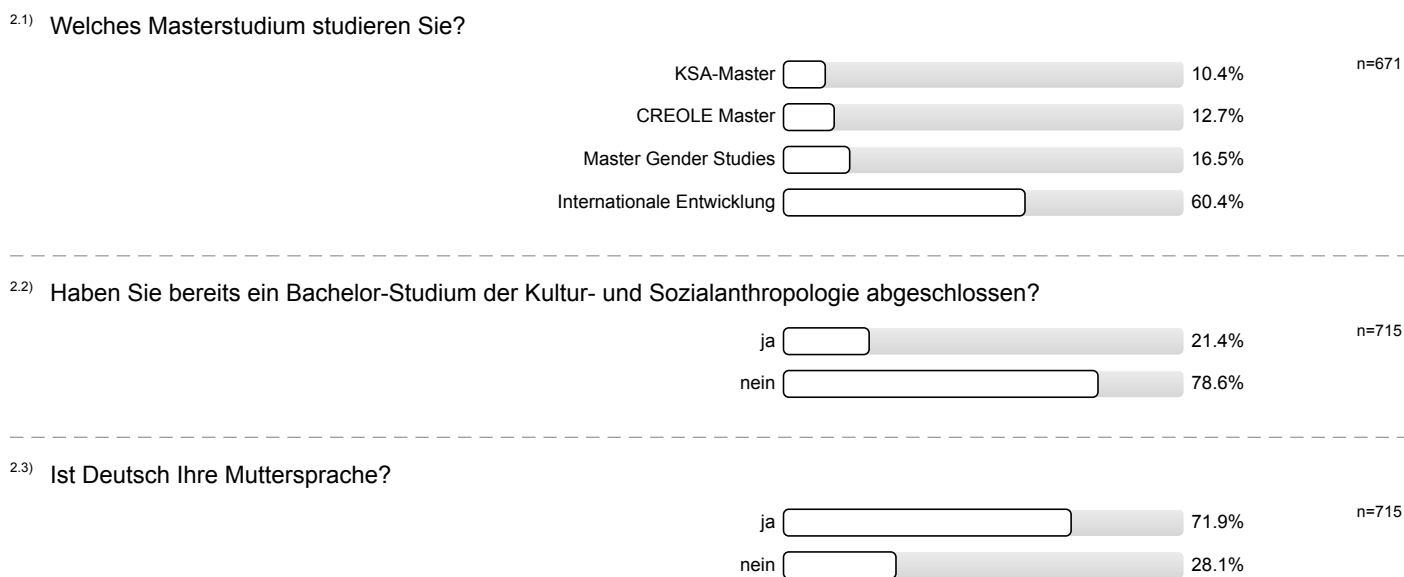 2.1) Welches Masterstudium studieren Sie?
KSA-Master 10.4% n=671
CREOLE Master 12.7%
Master Gender Studies 16.5%
Internationale Entwicklung 60.4%
2.2) Haben Sie bereits ein Bachelor-Studium der Kultur- und Sozialanthropologie abgeschlossen?
ja 21.4% n=715
nein 78.6%
2.3) Ist Deutsch Ihre Muttersprache?
ja 71.9% n=715
nein 28.1%